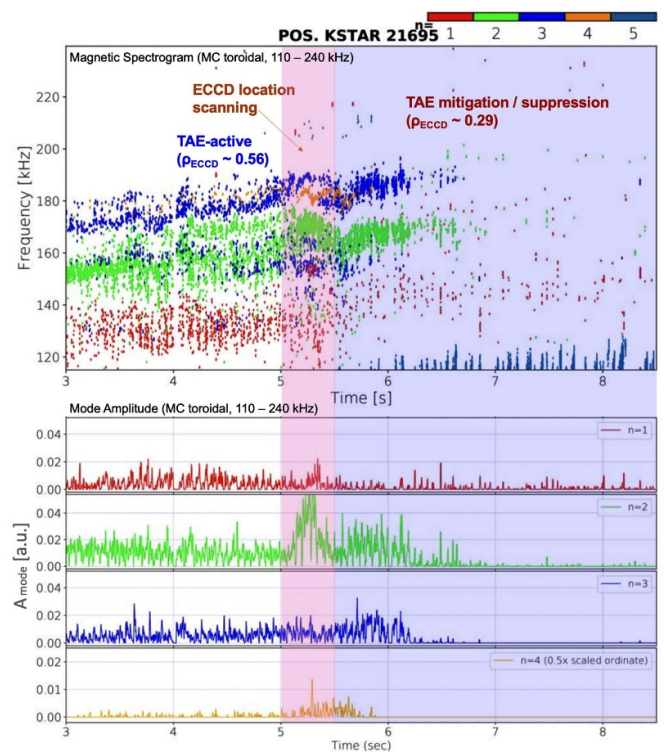 n=
1 2 3 4 5
POS. KSTAR 21695
Magnetic Spectrogram (MC toroidal, 110 – 240 kHz)
ECCD location
scanning
TAE mitigation / suppression
(ρECCD ~ 0.29)
TAE-active
(ρECCD ~ 0.56)
Frequency [kHz]
220
200
180
160
140
120
3 4 5 6 7 8
Time [s]
Mode Amplitude (MC toroidal, 110 – 240 kHz)
Amode [a.u.]
0.04
0.02
0.00
n=1
0.04
0.02
0.00
n=2
0.04
0.02
0.00
n=3
0.02
0.01
0.00
n=4 (0.5x scaled ordinate)
3 4 5 6 7 8
Time (sec)